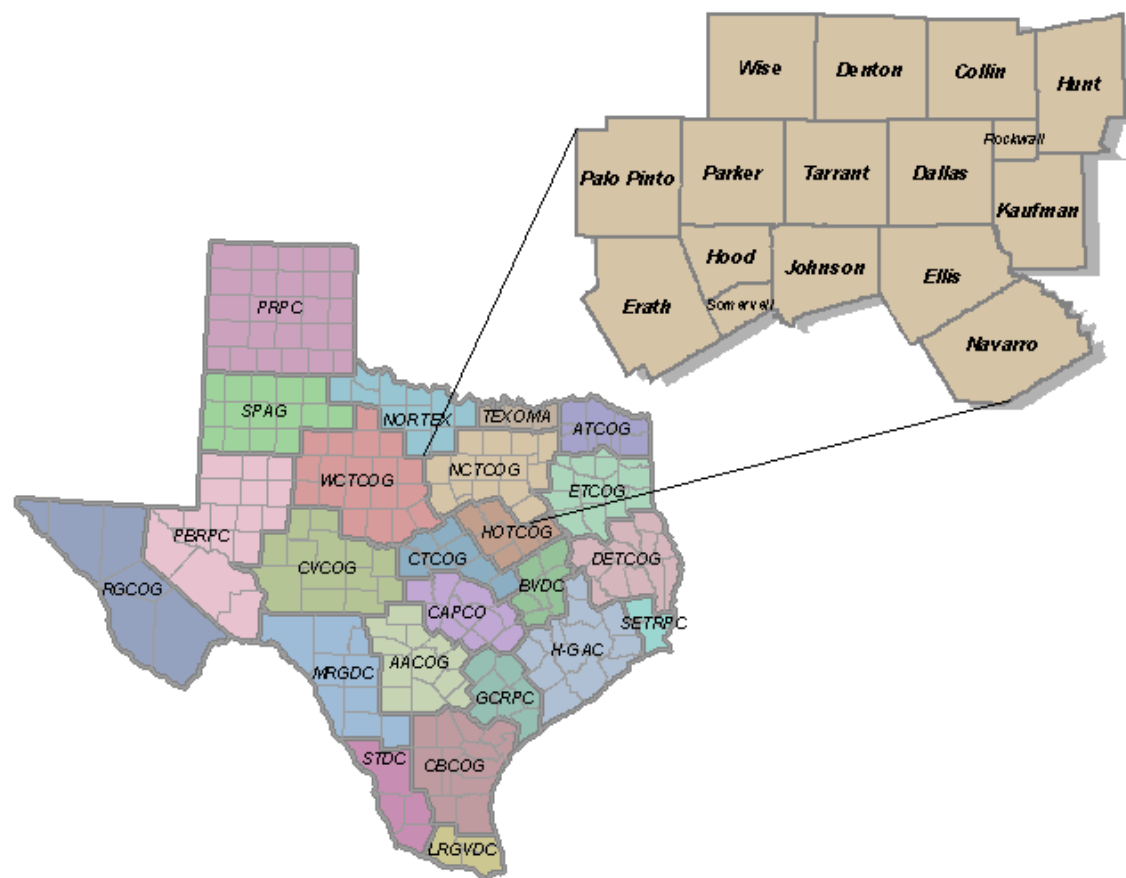 Wise
Denton
Collin
Hunt
Rockwall
Palo Pinto
Parker
Tarrant
Dallas
Kaufman
Hood
Johnson
Ellis
Erath
Somervell
Navarro
PRPC
SPAG
NORTEX
TEXOMA
ATCOG
WCTCOG
NCTCOG
ETCOG
PBRPC
HOTCOG
CVCOG
CTCOG
DETCOG
RGCOG
BVDC
CAPCO
SETRPC
AACOG
H-GAC
MRGDC
GCRPC
STDC
CBCOG
LRGVDC